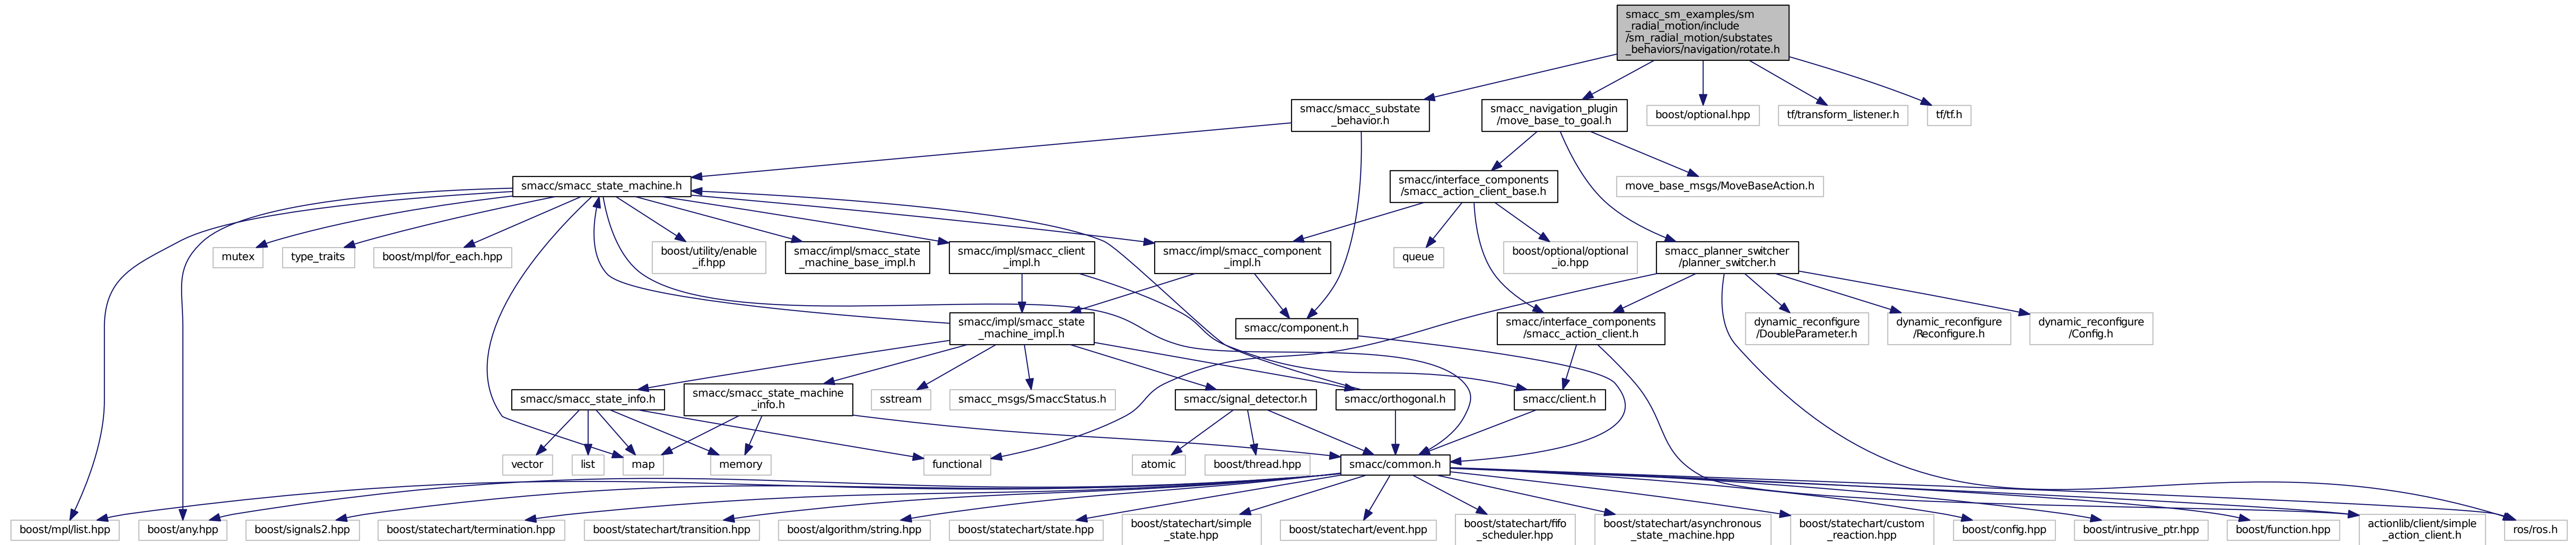 smacc_sm_examples/sm
_radial_motion/include
/sm_radial_motion/substates
_behaviors/navigation/rotate.h
smacc/smacc_substate
_behavior.h
smacc_navigation_plugin
/move_base_to_goal.h
boost/optional.hpp
tf/transform_listener.h
tf/tf.h
smacc/smacc_state_machine.h
smacc/interface_components
/smacc_action_client_base.h
move_base_msgs/MoveBaseAction.h
mutex
type_traits
boost/mpl/for_each.hpp
boost/utility/enable
_if.hpp
smacc/impl/smacc_state
_machine_base_impl.h
smacc/impl/smacc_client
_impl.h
smacc/impl/smacc_component
_impl.h
queue
boost/optional/optional
_io.hpp
smacc_planner_switcher
/planner_switcher.h
smacc/impl/smacc_state
_machine_impl.h
smacc/component.h
smacc/interface_components
/smacc_action_client.h
dynamic_reconfigure
/DoubleParameter.h
dynamic_reconfigure
/Reconfigure.h
dynamic_reconfigure
/Config.h
smacc/smacc_state_info.h
smacc/smacc_state_machine
_info.h
sstream
smacc_msgs/SmaccStatus.h
smacc/signal_detector.h
smacc/orthogonal.h
smacc/client.h
vector
list
map
memory
functional
atomic
boost/thread.hpp
smacc/common.h
boost/mpl/list.hpp
boost/any.hpp
boost/signals2.hpp
boost/statechart/termination.hpp
boost/statechart/transition.hpp
boost/algorithm/string.hpp
boost/statechart/state.hpp
boost/statechart/simple
_state.hpp
boost/statechart/event.hpp
boost/statechart/fifo
_scheduler.hpp
boost/statechart/asynchronous
_state_machine.hpp
boost/statechart/custom
_reaction.hpp
boost/config.hpp
boost/intrusive_ptr.hpp
boost/function.hpp
actionlib/client/simple
_action_client.h
ros/ros.h